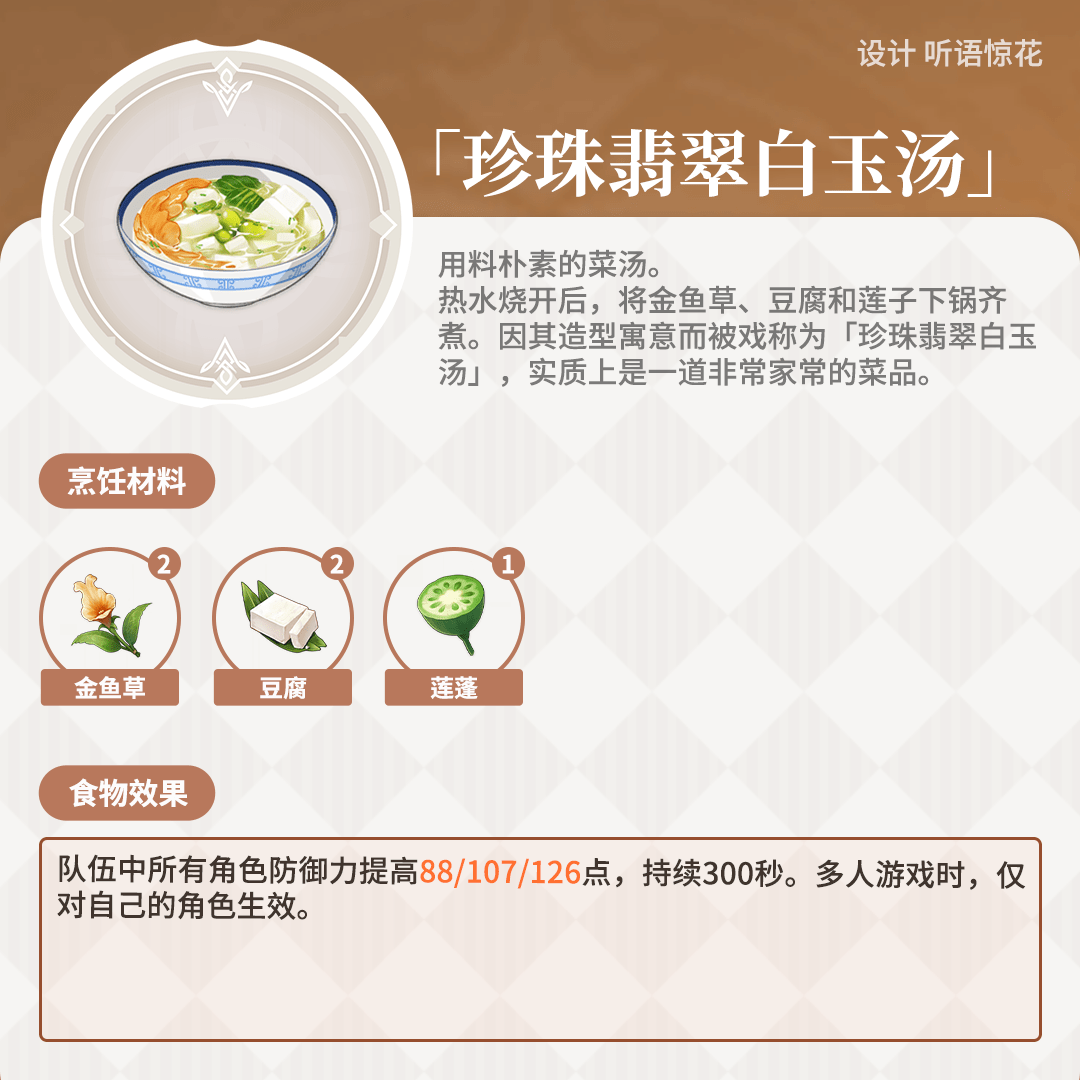 设计 听语惊花
「珍珠翡翠白玉汤」
用料朴素的菜汤。
热水烧开后，将金鱼草、豆腐和莲子下锅齐
煮。因其造型寓意而被戏称为「珍珠翡翠白玉
汤」，实质上是一道非常家常的菜品。
烹饪材料
2
2
1
金鱼草
豆腐
莲蓬
食物效果
队伍中所有角色防御力提高88/107/126点，持续300秒。多人游戏时，仅
对自己的角色生效。